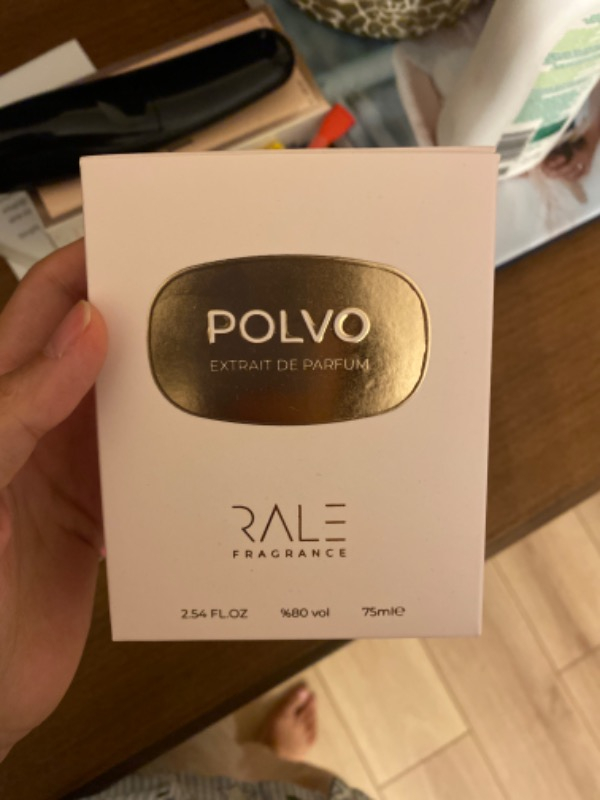 POLVO
EXTRAIT DE PARFUM
RALE
FRAGRANCE
2.54 FL.OZ %80 vol 75ml℮